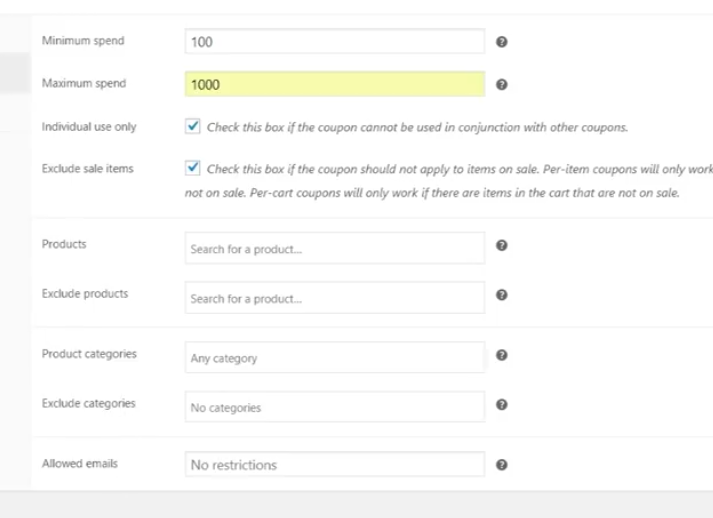 Minimum spend 100 ?
Maximum spend 1000 ?
Individual use only Check this box if the coupon cannot be used in conjunction with other coupons.
Exclude sale items Check this box if the coupon should not apply to items on sale. Per-item coupons will only work
not on sale. Per-cart coupons will only work if there are items in the cart that are not on sale.
Products Search for a product... ?
Exclude products Search for a product... ?
Product categories Any category ?
Exclude categories No categories ?
Allowed emails No restrictions ?